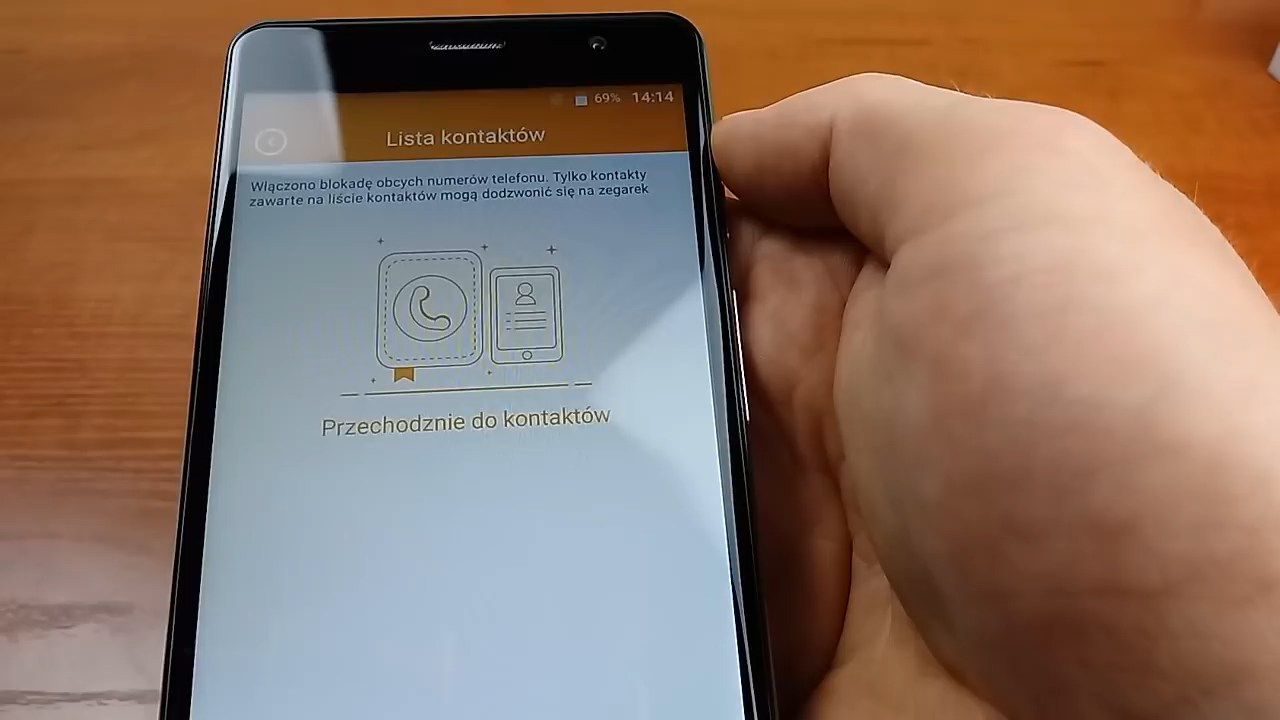 69% 14:14
Lista kontaktów
Włączono blokadę obcych numerów telefonu. Tylko kontakty
zawarte na liście kontaktów mogą dodzwonić się na zegarek
Przechodznie do kontaktów